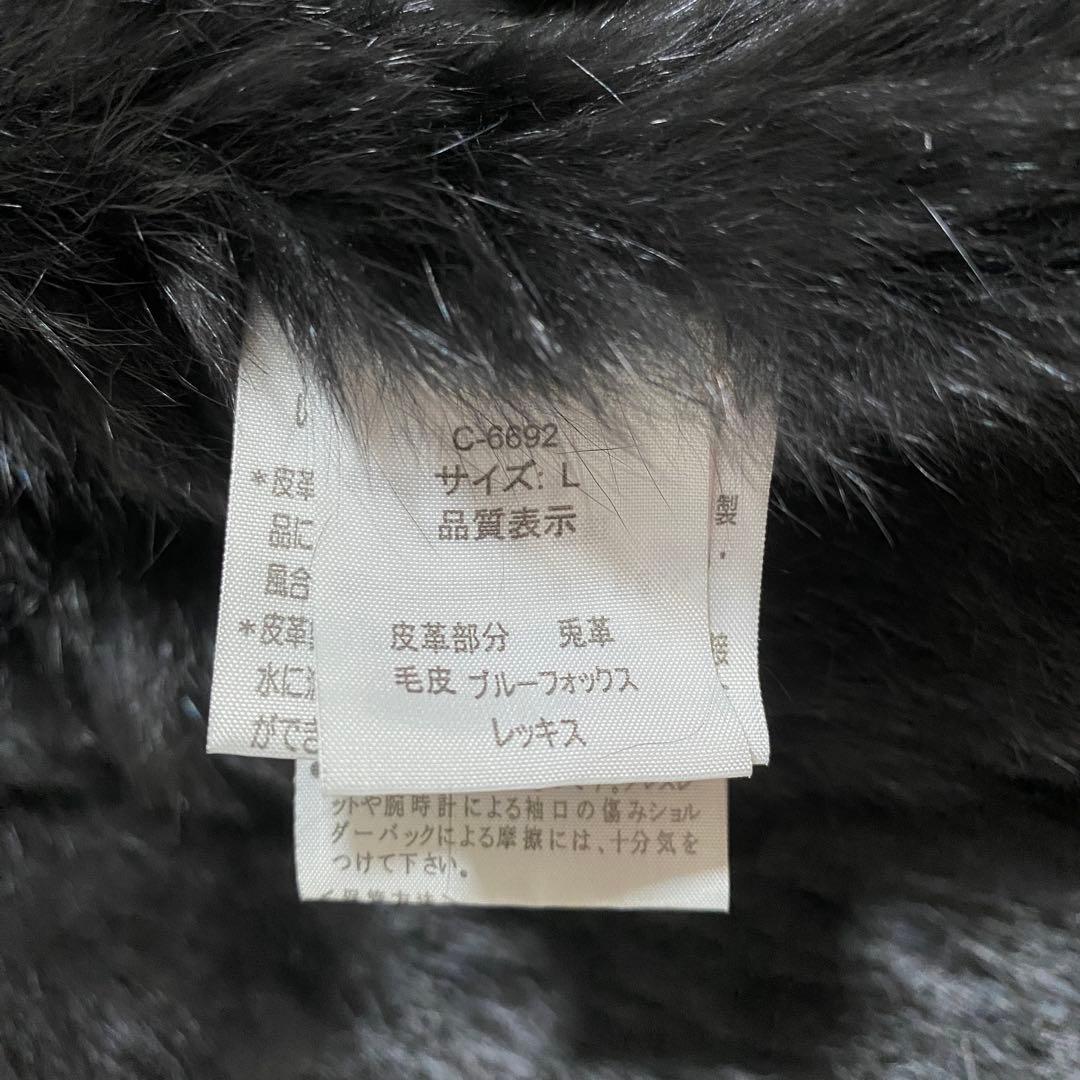 C-6692
サイズ: L
品質表示
皮革部分 兎革
毛皮 ブルーフォックス
レッキス
*皮革
品に
風合
*皮革
水に
ができ
製
・
接
ットや腕時計による袖口の傷みショル
ダーバックによる摩擦には、十分気を
つけて下さい。